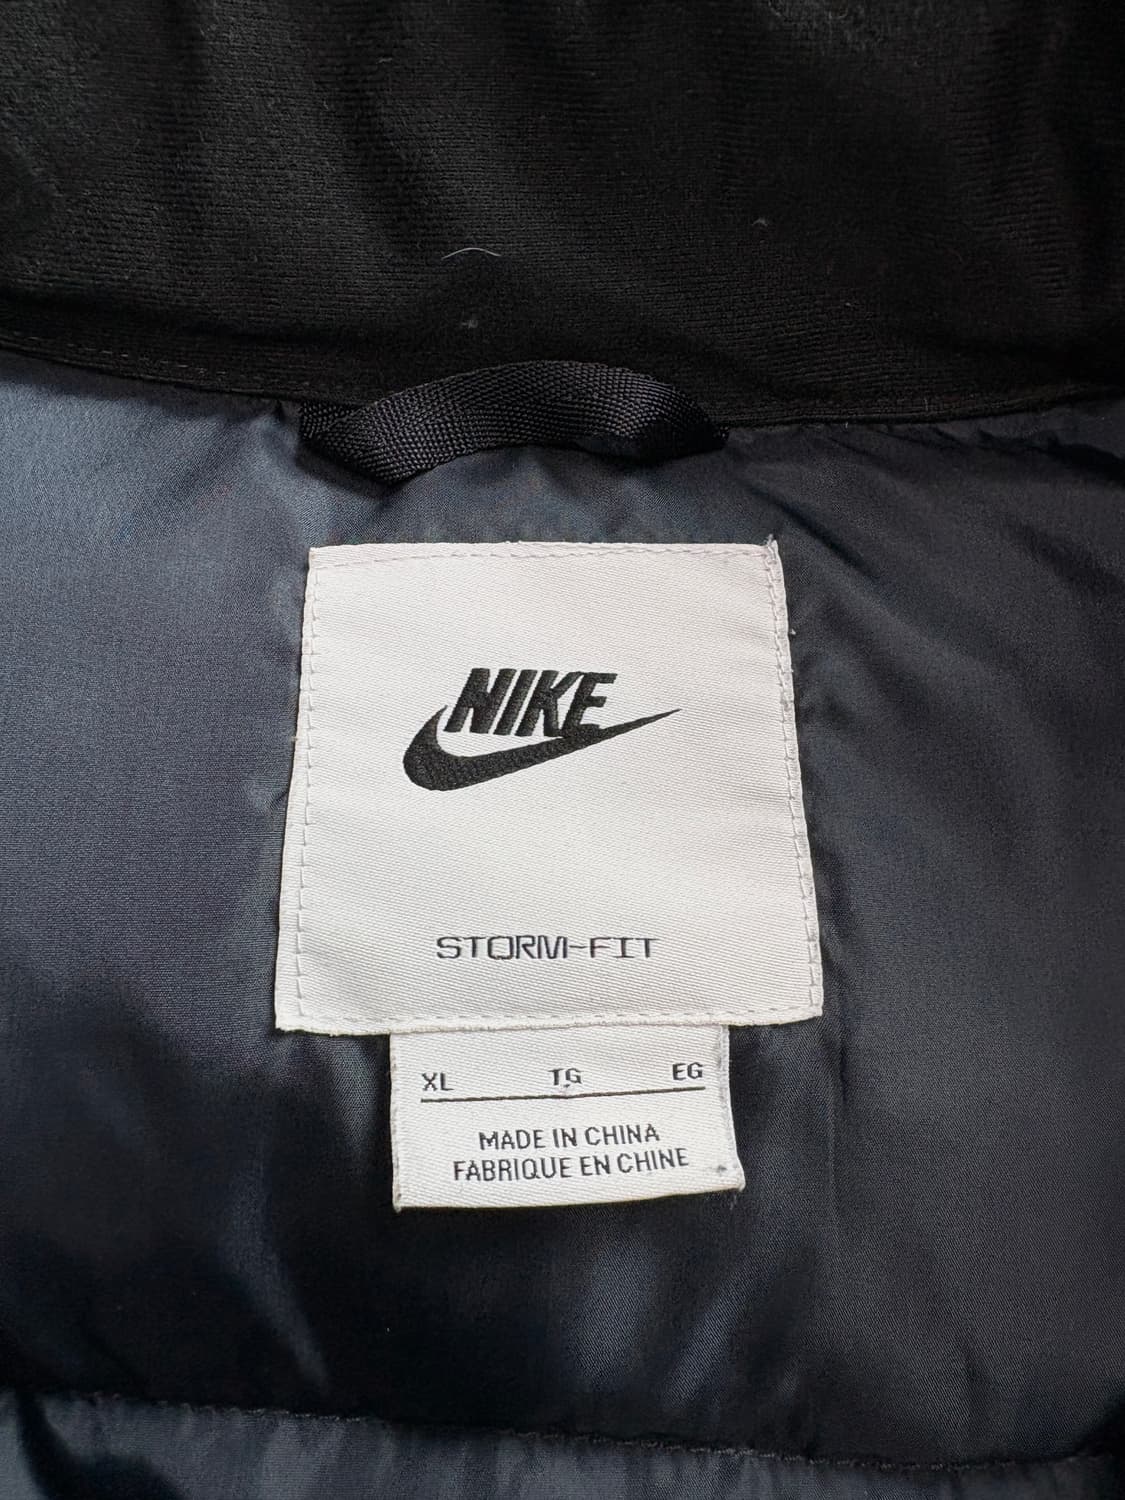 NIKE
STORM-FIT
XL TG EG
MADE IN CHINA
FABRIQUE EN CHINE